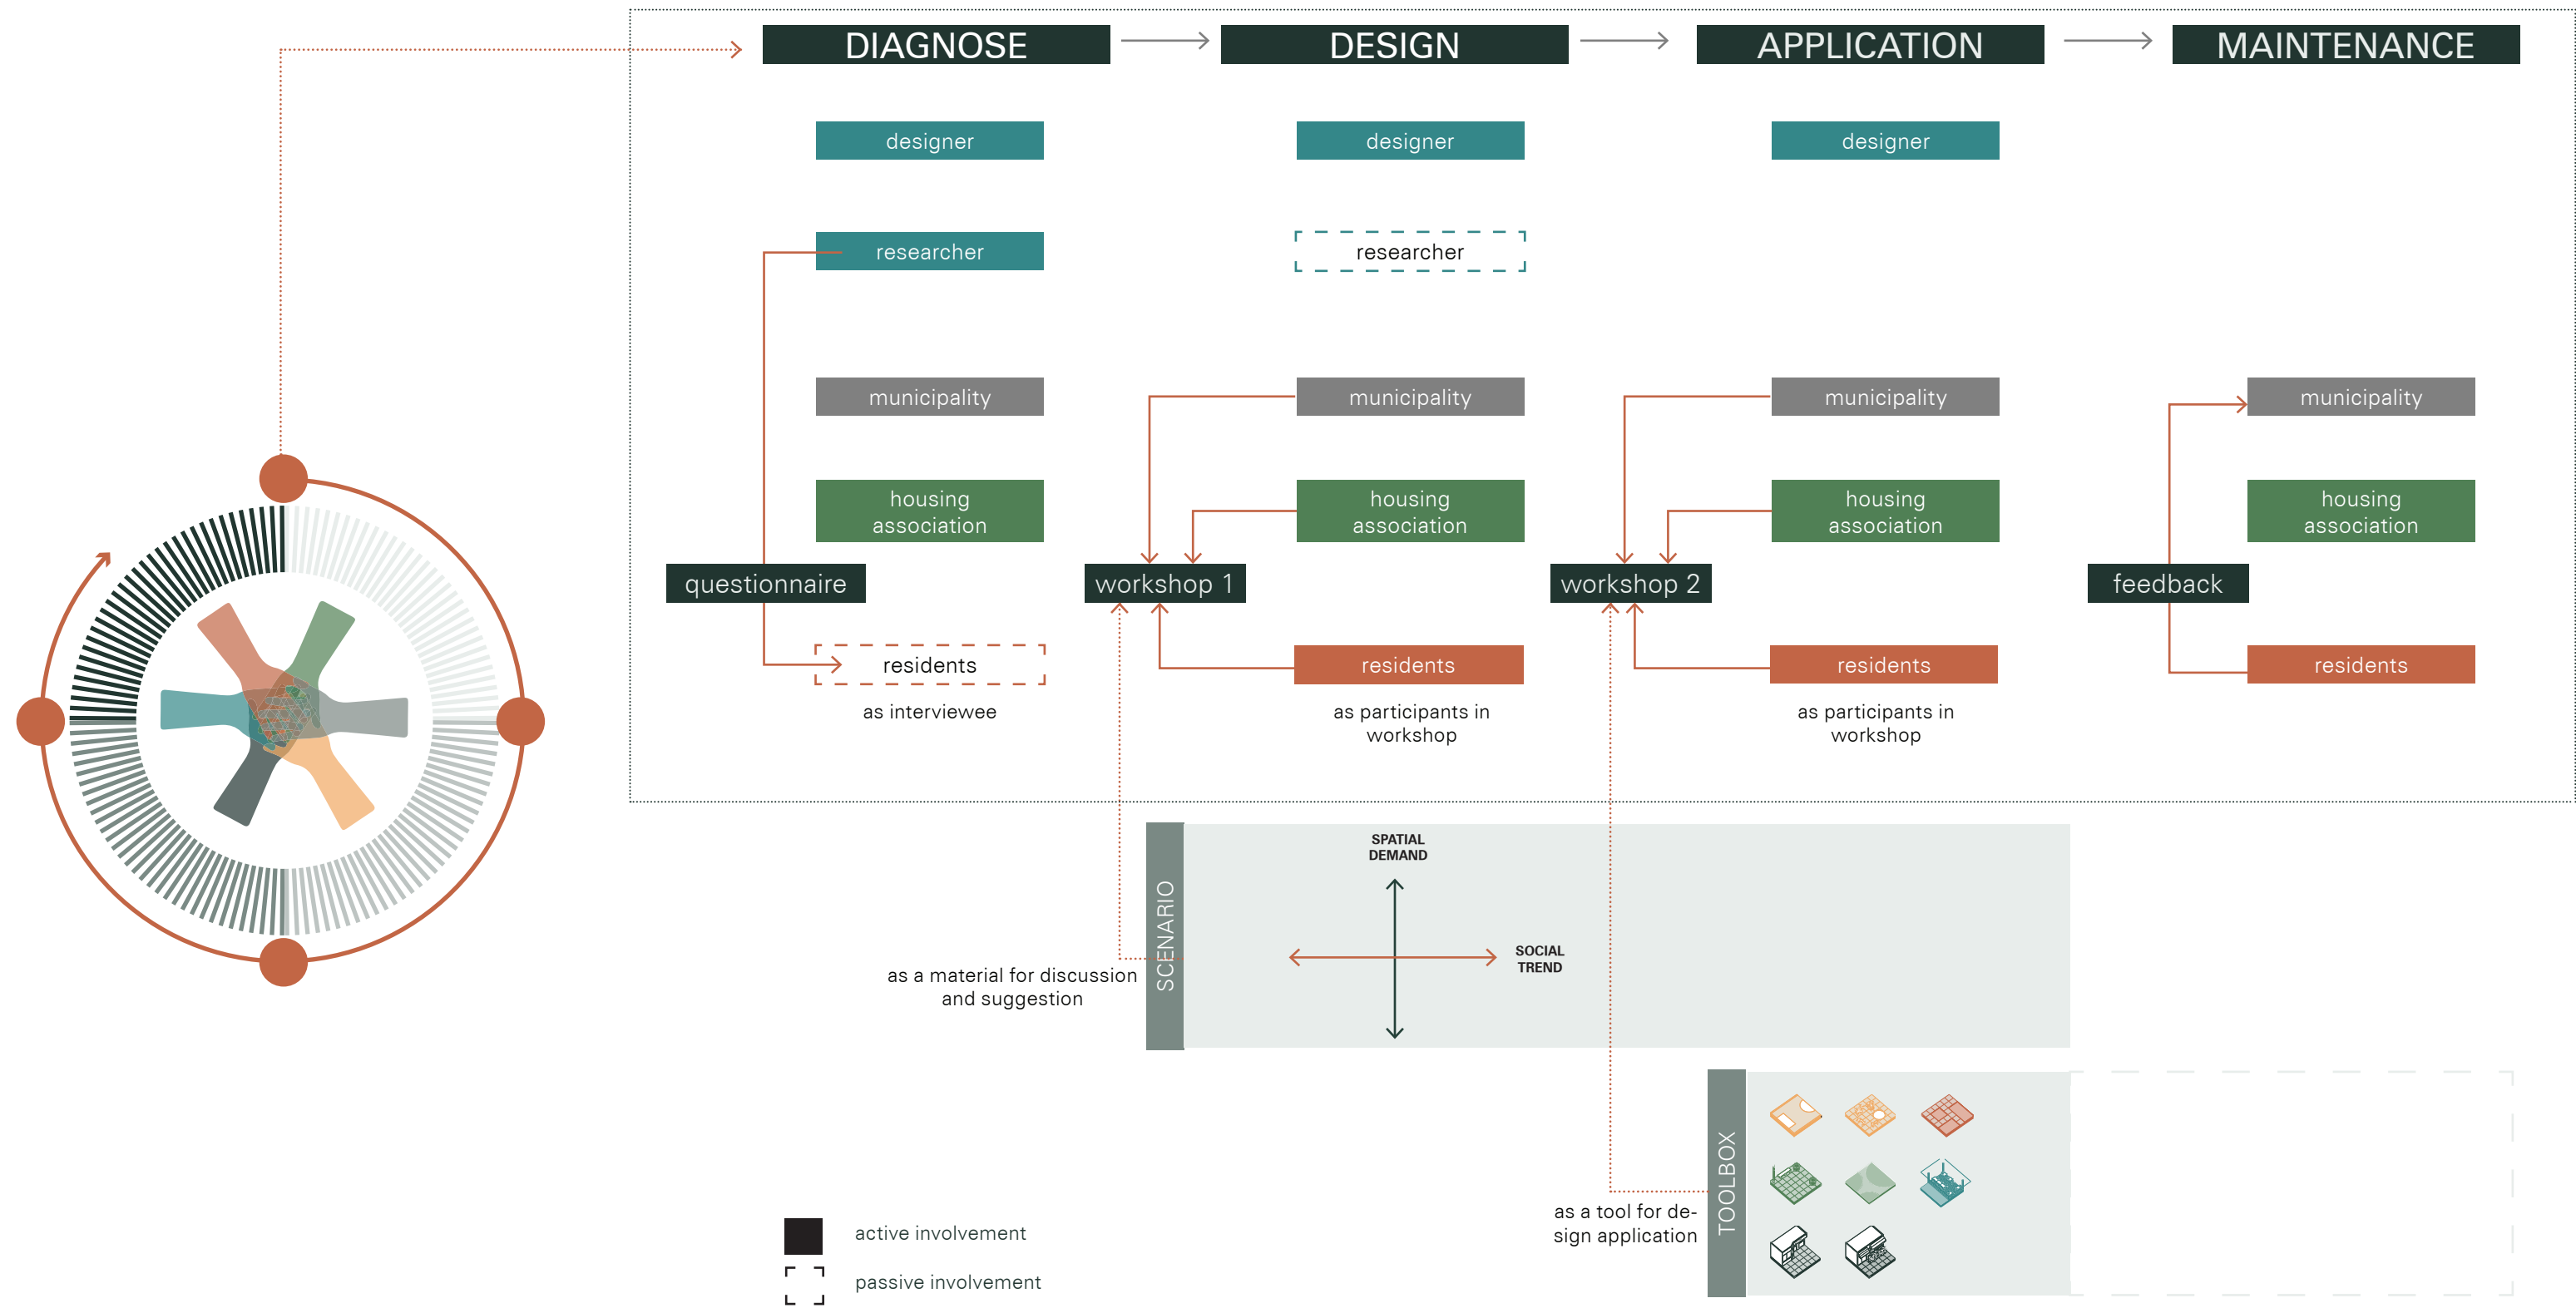 DIAGNOSE
DESIGN
APPLICATION
MAINTENANCE
designer
designer
designer
researcher
researcher
municipality
municipality
municipality
municipality
housing
association
housing
association
housing
association
housing
association
questionnaire
workshop 1
workshop 2
feedback
residents
residents
residents
residents
as interviewee
as participants in
workshop
as participants in
workshop
SCENARIO
SPATIAL
DEMAND
SOCIAL
TREND
as a material for discussion
and suggestion
TOOLBOX
as a tool for de-
sign application
active involvement
passive involvement